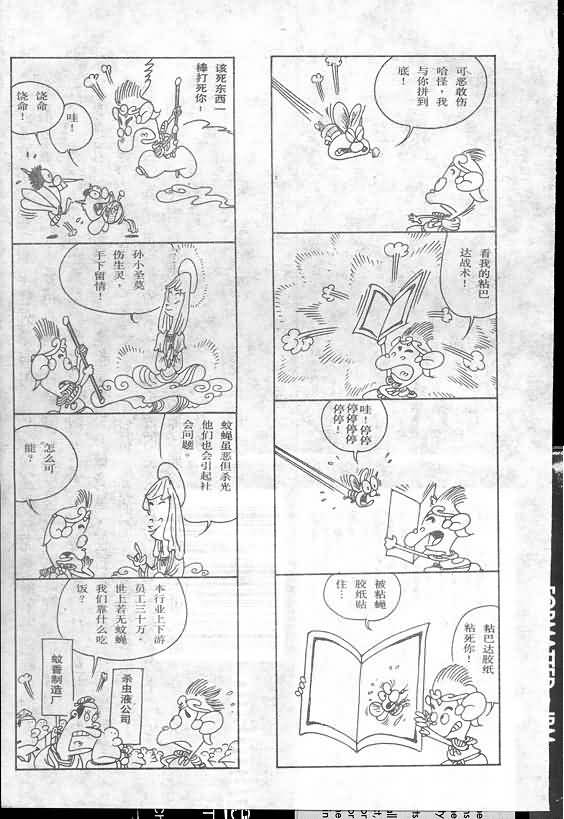 可恶敢伤
哈怪，我
与你拼到
底！
看我的粘巴
达战术！
哇！停停
停停停停
停停！
粘巴达胶纸
粘死你！
被粘蝇
胶纸贴
住…
该死东西一
棒打死你！
哇！
饶命！
饶命！
孙小圣莫
伤生灵，
手下留情！
蚊蝇虽恶但杀光
他们也会引起社
会问题。
怎么可
能？
本行业上下游
员工三十万，
世上若无蚊蝇
我们靠什么吃
饭？
杀虫液公司
蚊香制造厂